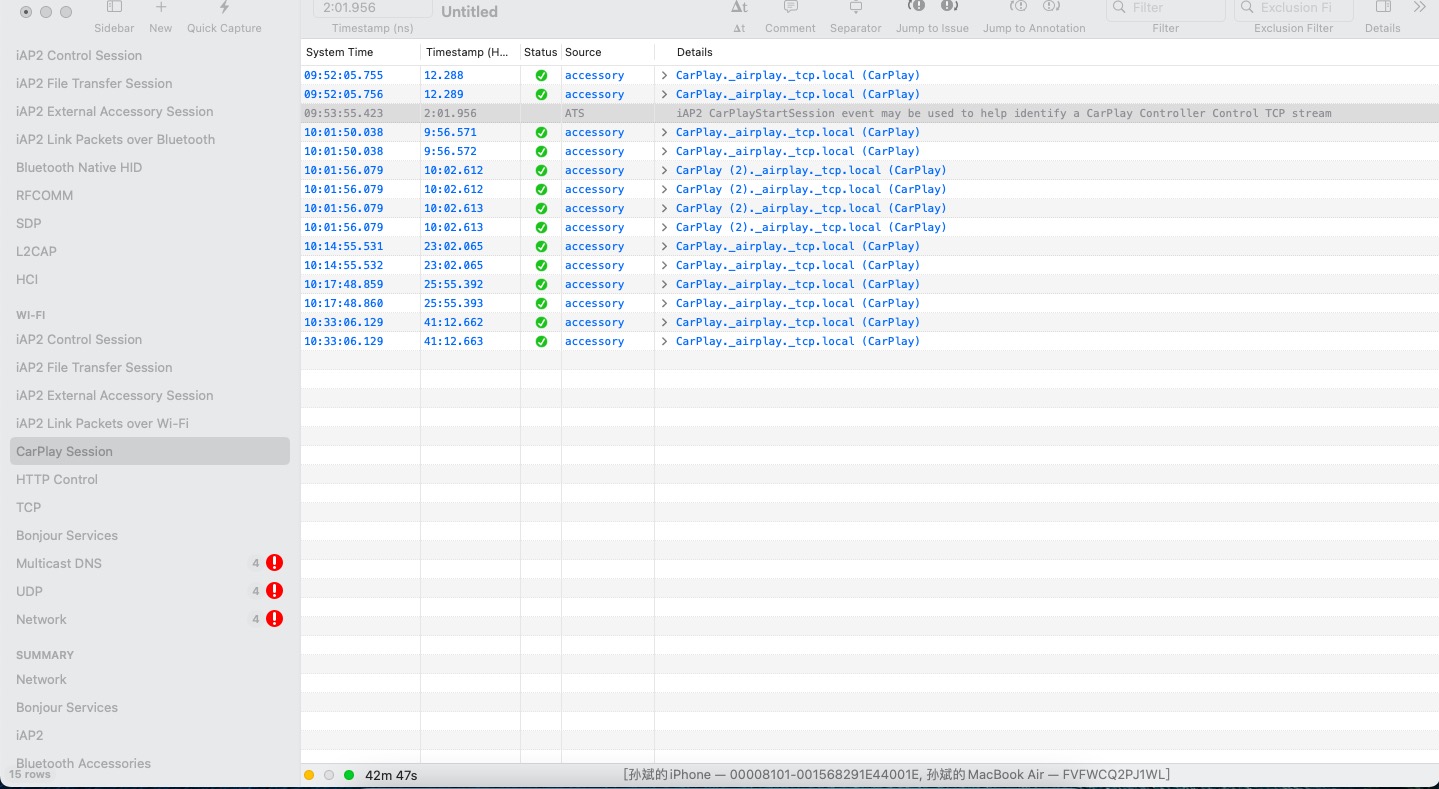 2:01.956
Untitled
Δt
Filter
Exclusion Fi
Sidebar New Quick Capture
Timestamp (ns)
Δt Comment Separator Jump to Issue Jump to Annotation Filter Exclusion Filter Details
iAP2 Control Session
iAP2 File Transfer Session
iAP2 External Accessory Session
iAP2 Link Packets over Bluetooth
Bluetooth Native HID
RFCOMM
SDP
L2CAP
HCI
WI-FI
iAP2 Control Session
iAP2 File Transfer Session
iAP2 External Accessory Session
iAP2 Link Packets over Wi-Fi
CarPlay Session
HTTP Control
TCP
Bonjour Services
Multicast DNS 4
UDP 4
Network 4
SUMMARY
Network
Bonjour Services
iAP2
Bluetooth Accessories
15 rows
System Time Timestamp (H... Status Source Details
09:52:05.755 12.288 accessory CarPlay._airplay._tcp.local (CarPlay)
09:52:05.756 12.289 accessory CarPlay._airplay._tcp.local (CarPlay)
09:53:55.423 2:01.956 ATS iAP2 CarPlayStartSession event may be used to help identify a CarPlay Controller Control TCP stream
10:01:50.038 9:56.571 accessory CarPlay._airplay._tcp.local (CarPlay)
10:01:50.038 9:56.572 accessory CarPlay._airplay._tcp.local (CarPlay)
10:01:56.079 10:02.612 accessory CarPlay (2)._airplay._tcp.local (CarPlay)
10:01:56.079 10:02.612 accessory CarPlay (2)._airplay._tcp.local (CarPlay)
10:01:56.079 10:02.613 accessory CarPlay (2)._airplay._tcp.local (CarPlay)
10:01:56.079 10:02.613 accessory CarPlay (2)._airplay._tcp.local (CarPlay)
10:14:55.531 23:02.065 accessory CarPlay._airplay._tcp.local (CarPlay)
10:14:55.532 23:02.065 accessory CarPlay._airplay._tcp.local (CarPlay)
10:17:48.859 25:55.392 accessory CarPlay._airplay._tcp.local (CarPlay)
10:17:48.860 25:55.393 accessory CarPlay._airplay._tcp.local (CarPlay)
10:33:06.129 41:12.662 accessory CarPlay._airplay._tcp.local (CarPlay)
10:33:06.129 41:12.663 accessory CarPlay._airplay._tcp.local (CarPlay)
42m 47s
[孙斌的iPhone — 00008101-001568291E44001E, 孙斌的MacBook Air — FVFWCQ2PJ1WL]